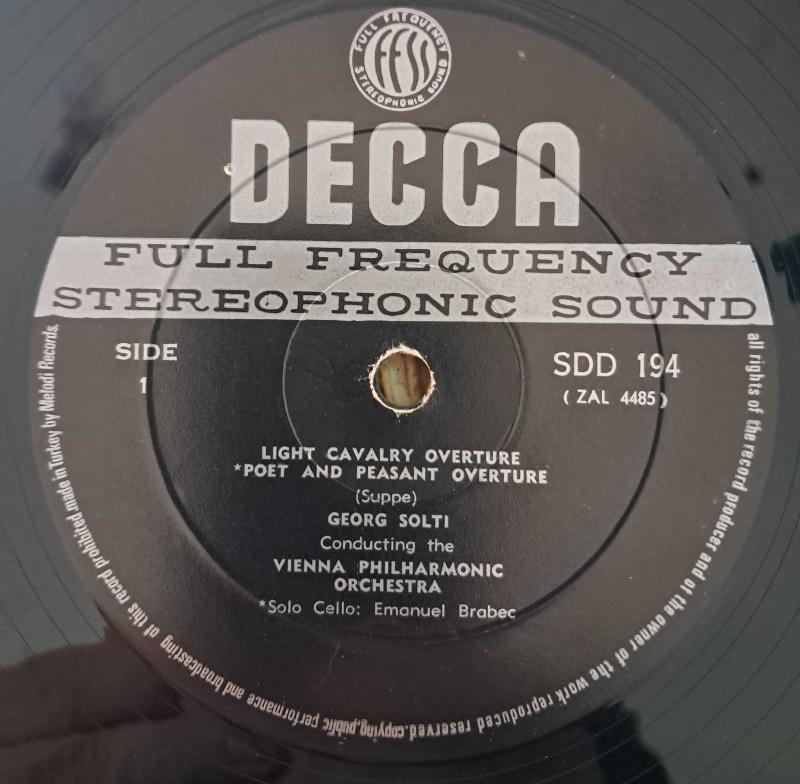 FULL FREQUENCY
ffss
STEREOPHONIC SOUND
DECCA
FULL FREQUENCY
STEREOPHONIC SOUND
SIDE
1
SDD 194
( ZAL 4485 )
LIGHT CAVALRY OVERTURE
*POET AND PEASANT OVERTURE
(Suppe)
GEORG SOLTI
Conducting the
VIENNA PHILHARMONIC
ORCHESTRA
*Solo Cello: Emanuel Brabec
all rights of the record producer and of the owner of the work reproduced reserved.copying,public performance and broadcasting of this record prohibited made in Turkey by Melodi Records.